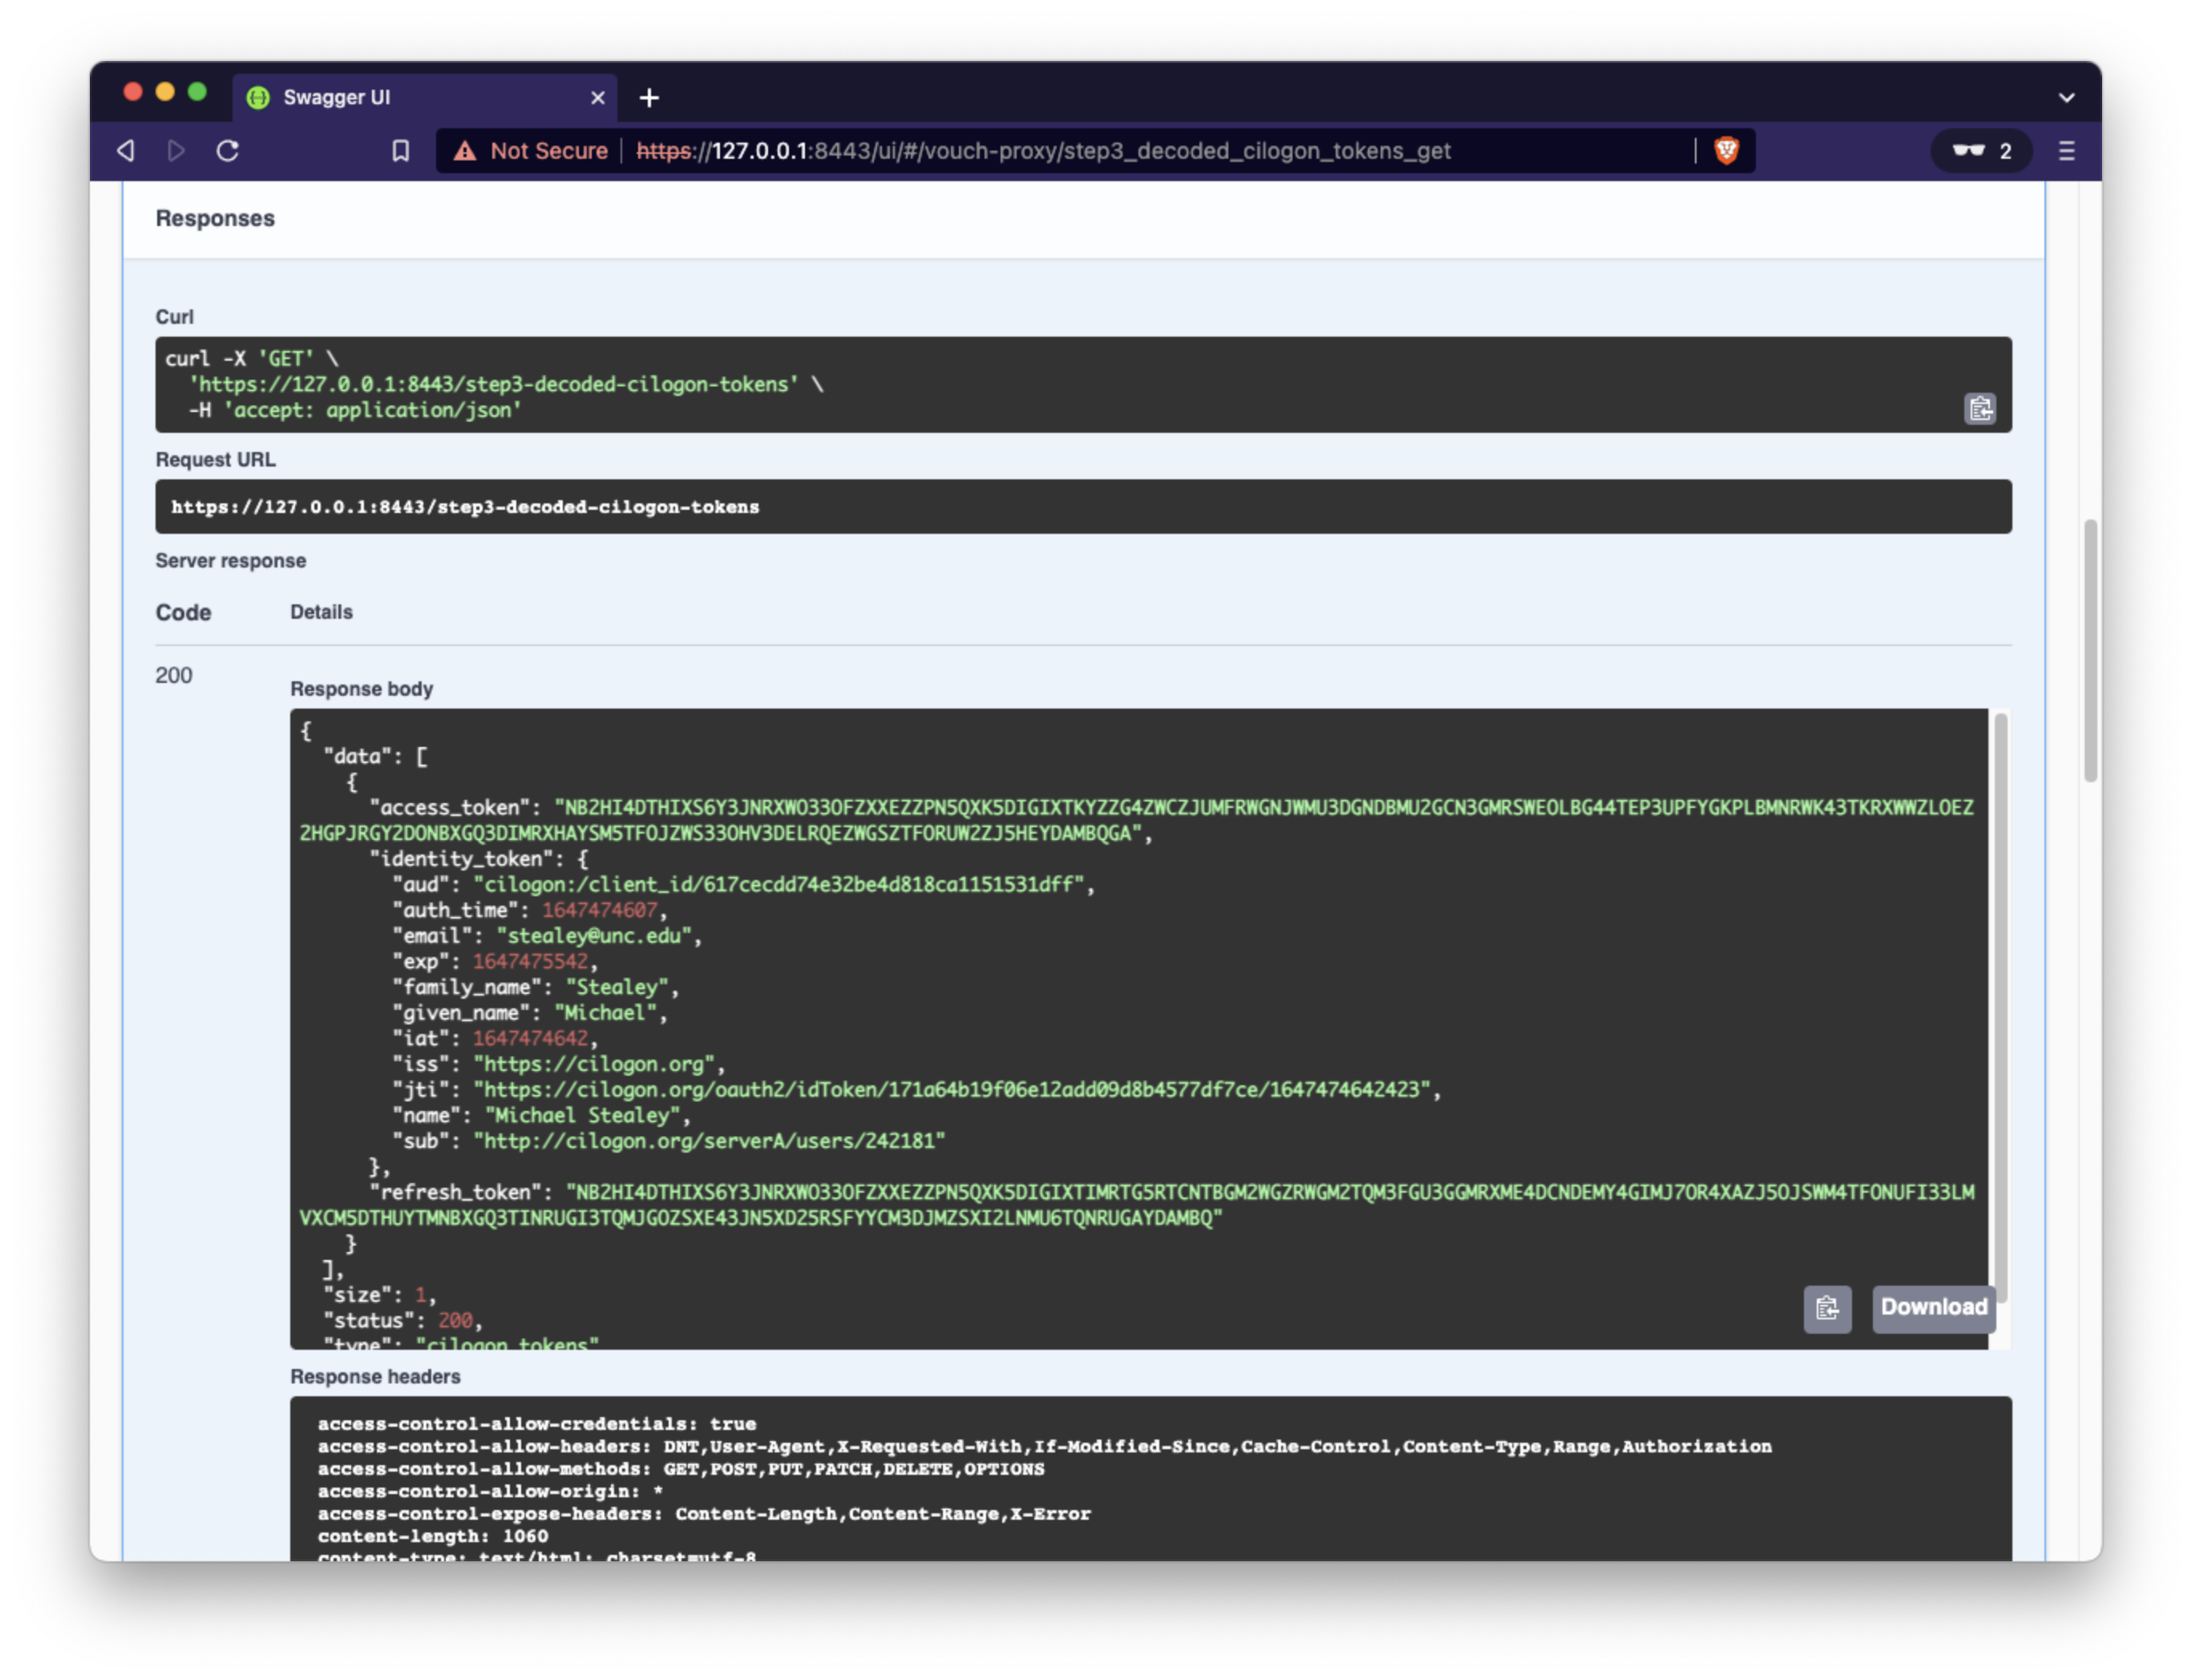 Swagger UI
2
Not Secure | https://127.0.0.1:8443/ui/#/vouch-proxy/step3_decoded_cilogon_tokens_get
Responses
Curl
curl -X 'GET' \
'https://127.0.0.1:8443/step3-decoded-cilogon-tokens' \
-H 'accept: application/json'
Request URL
https://127.0.0.1:8443/step3-decoded-cilogon-tokens
Server response
Code Details
200
Response body
{
"data": [
{
"access_token": "NB2HI4DTHIXS6Y3JNRXWO33OFZXXEZZPN5QXK5DIGIXTKYZZG4ZWCZJUMFRWGNJWMU3DGNDBMU2GCN3GMRSWEOLBG44TEP3UPFYGKPLBMNRWK43TKRXWWZLOEZ
2HGPJRGY2DONBXGQ3DIMRXHAYSM5TFOJZWS33OHV3DELRQEZWGSZTFORUW2ZJ5HEYDAMBQGA",
"identity_token": {
"aud": "cilogon:/client_id/617cecdd74e32be4d818ca1151531dff",
"auth_time": 1647474607,
"email": "stealey@unc.edu",
"exp": 1647475542,
"family_name": "Stealey",
"given_name": "Michael",
"iat": 1647474642,
"iss": "https://cilogon.org",
"jti": "https://cilogon.org/oauth2/idToken/171a64b19f06e12add09d8b4577df7ce/1647474642423",
"name": "Michael Stealey",
"sub": "http://cilogon.org/serverA/users/242181"
},
"refresh_token": "NB2HI4DTHIXS6Y3JNRXWO33OFZXXEZZPN5QXK5DIGIXTIMRTG5RTCNTBGM2WGZRWGM2TQM3FGU3GGMRXME4DCNDEMY4GIMJ7OR4XAZJ5OJSWM4TFONUFI33LM
VXCM5DTHUYTMNBXGQ3TINRUGI3TQMJGOZSXE43JN5XD25RSFYYCM3DJMZSXI2LNMU6TQNRUGAYDAMBQ"
}
],
"size": 1,
"status": 200,
"type": "cilogon_tokens"
Download
Response headers
access-control-allow-credentials: true
access-control-allow-headers: DNT,User-Agent,X-Requested-With,If-Modified-Since,Cache-Control,Content-Type,Range,Authorization
access-control-allow-methods: GET,POST,PUT,PATCH,DELETE,OPTIONS
access-control-allow-origin: *
access-control-expose-headers: Content-Length,Content-Range,X-Error
content-length: 1060
content-type: text/html; charset=utf-8